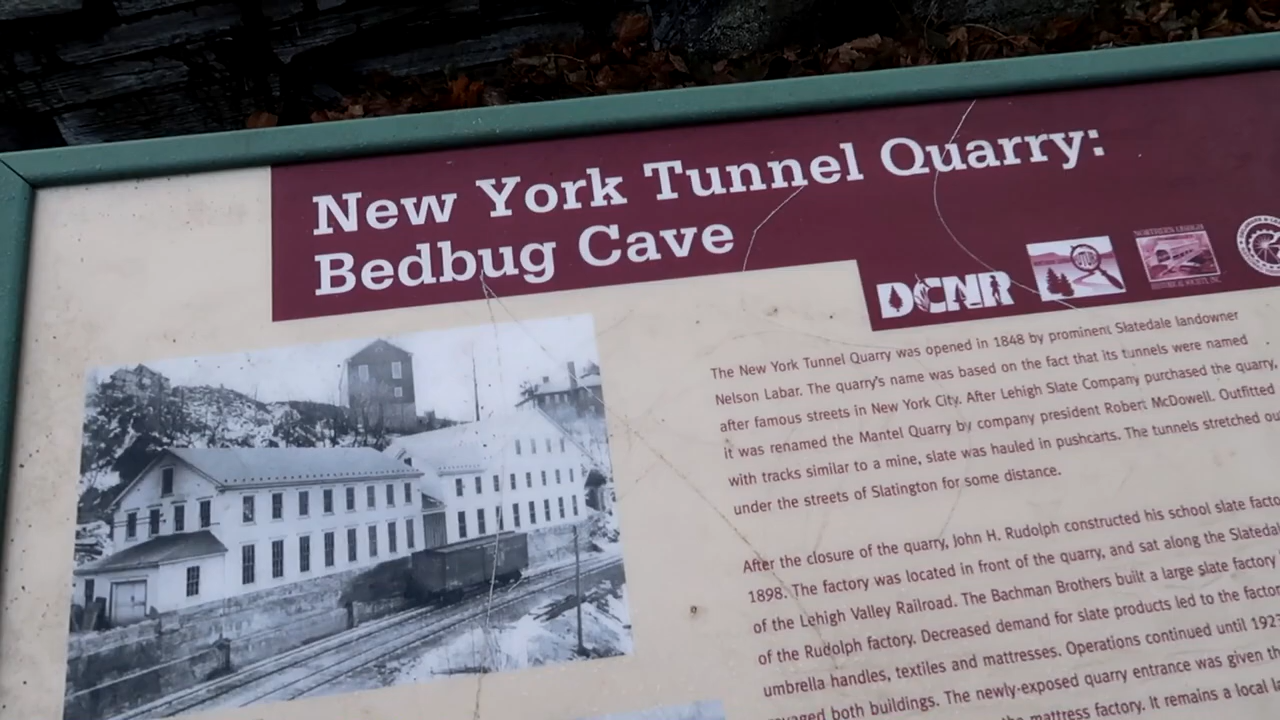 New York Tunnel Quarry:
Bedbug Cave
DCNR
NORTHERN LEHIGH
HISTORICAL SOCIETY, INC.
The New York Tunnel Quarry was opened in 1848 by prominent Slatedale landowner
Nelson Labar. The quarry's name was based on the fact that its tunnels were named
after famous streets in New York City. After Lehigh Slate Company purchased the quarry,
it was renamed the Mantel Quarry by company president Robert McDowell. Outfitted
with tracks similar to a mine, slate was hauled in pushcarts. The tunnels stretched
under the streets of Slatington for some distance.
After the closure of the quarry, John H. Rudolph constructed his school slate
1898. The factory was located in front of the quarry, and sat along the
of the Lehigh Valley Railroad. The Bachman Brothers built a large slate factory
of the Rudolph factory. Decreased demand for slate products led to the
umbrella handles, textiles and mattresses. Operations continued until
both buildings. The newly-exposed quarry entrance was given
mattress factory. It remains a local